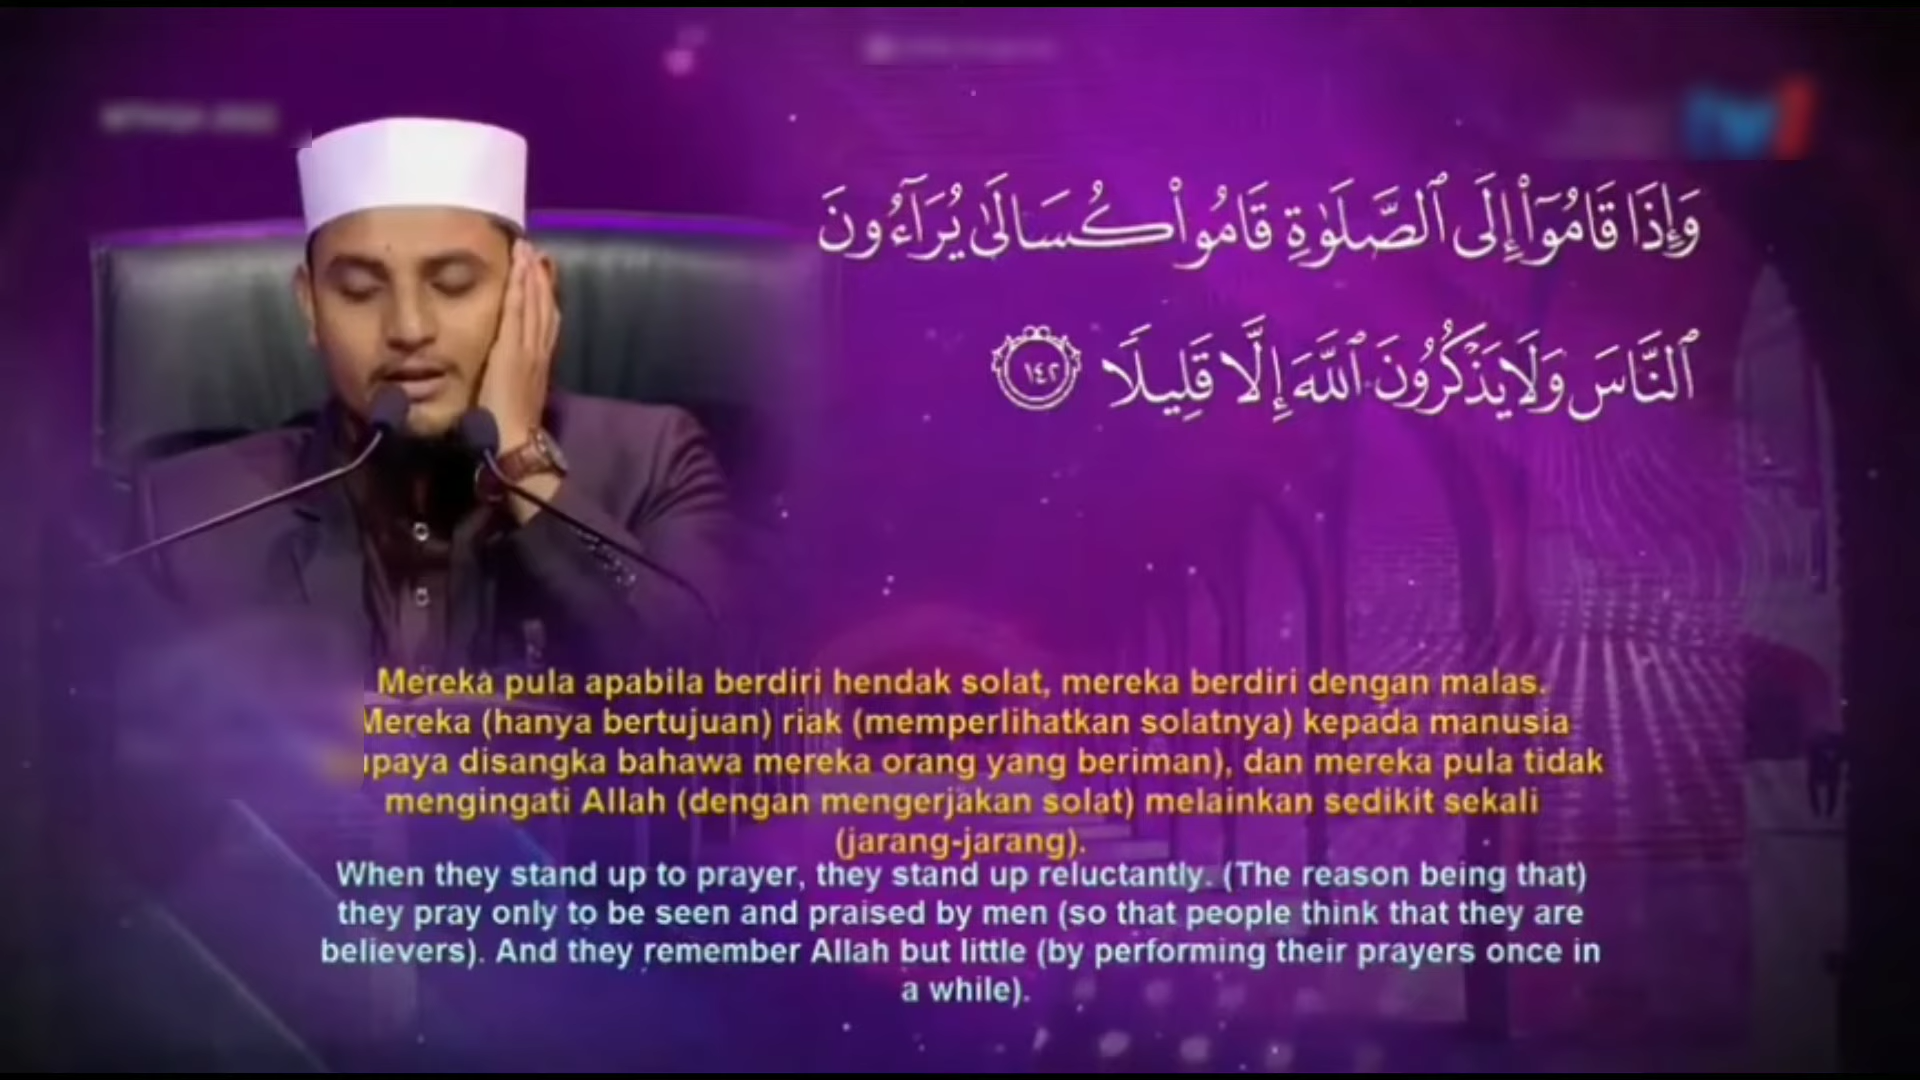 وَإِذَا قَامُوٓا۟ إِلَى ٱلصَّلَوٰةِ قَامُوا۟ كُسَالَىٰ يُرَآءُونَ
ٱلنَّاسَ وَلَا يَذْكُرُونَ ٱللَّهَ إِلَّا قَلِيلًا ١٤٢
Mereka pula apabila berdiri hendak solat, mereka berdiri dengan malas.
Mereka (hanya bertujuan) riak (memperlihatkan solatnya) kepada manusia
disangka bahawa mereka orang yang beriman), dan mereka pula tidak
mengingati Allah (dengan mengerjakan solat) melainkan sedikit sekali
(jarang-jarang).
When they stand up to prayer, they stand up reluctantly. (The reason being that)
they pray only to be seen and praised by men (so that people think that they are
believers). And they remember Allah but little (by performing their prayers once in
a while).